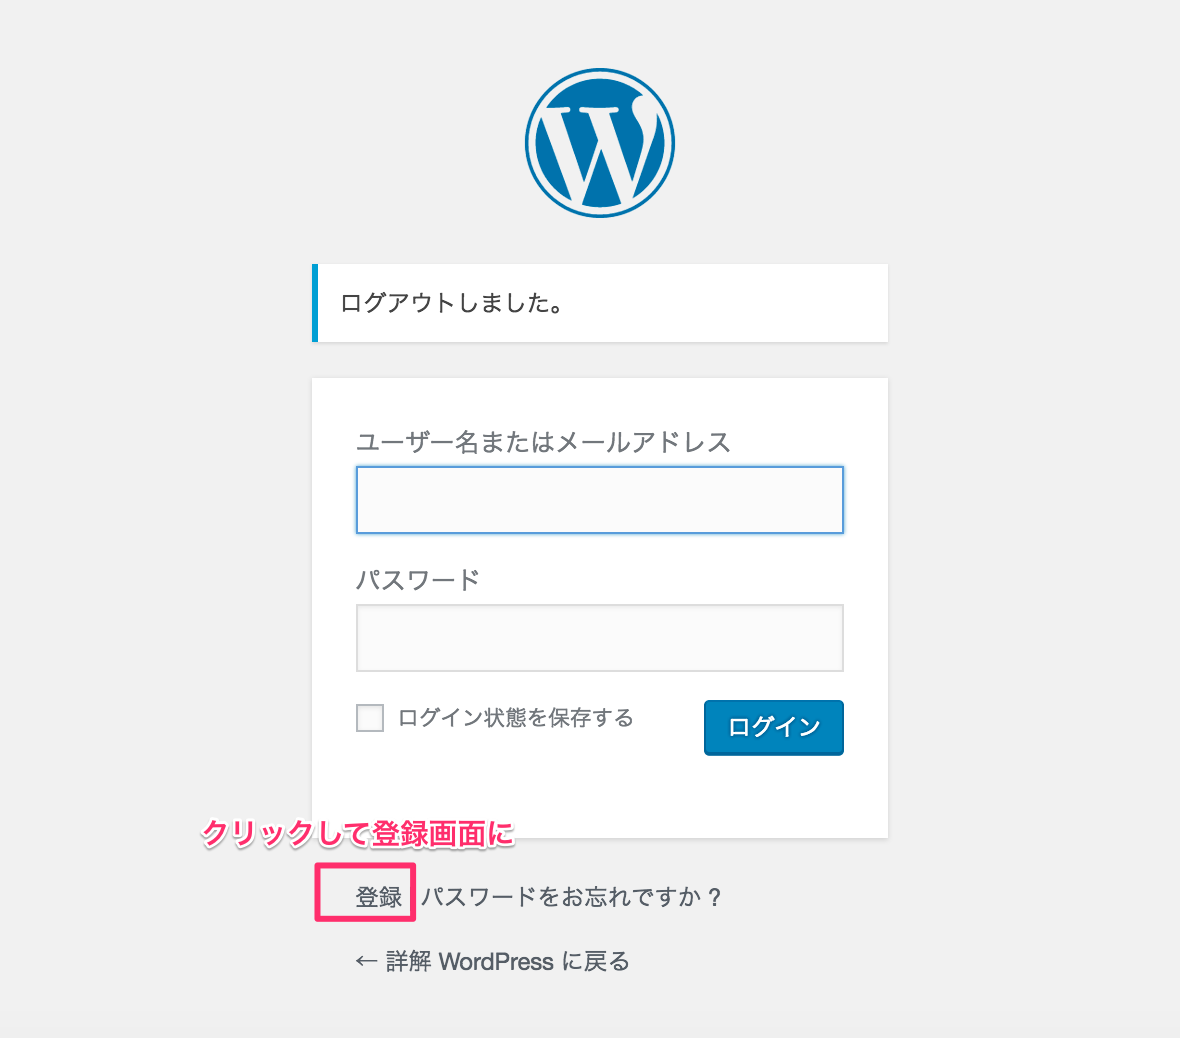 ログアウトしました。
ユーザー名またはメールアドレス
パスワード
ログイン状態を保存する
ログイン
クリックして登録画面に
登録 パスワードをお忘れですか ?
← 詳解 WordPress に戻る